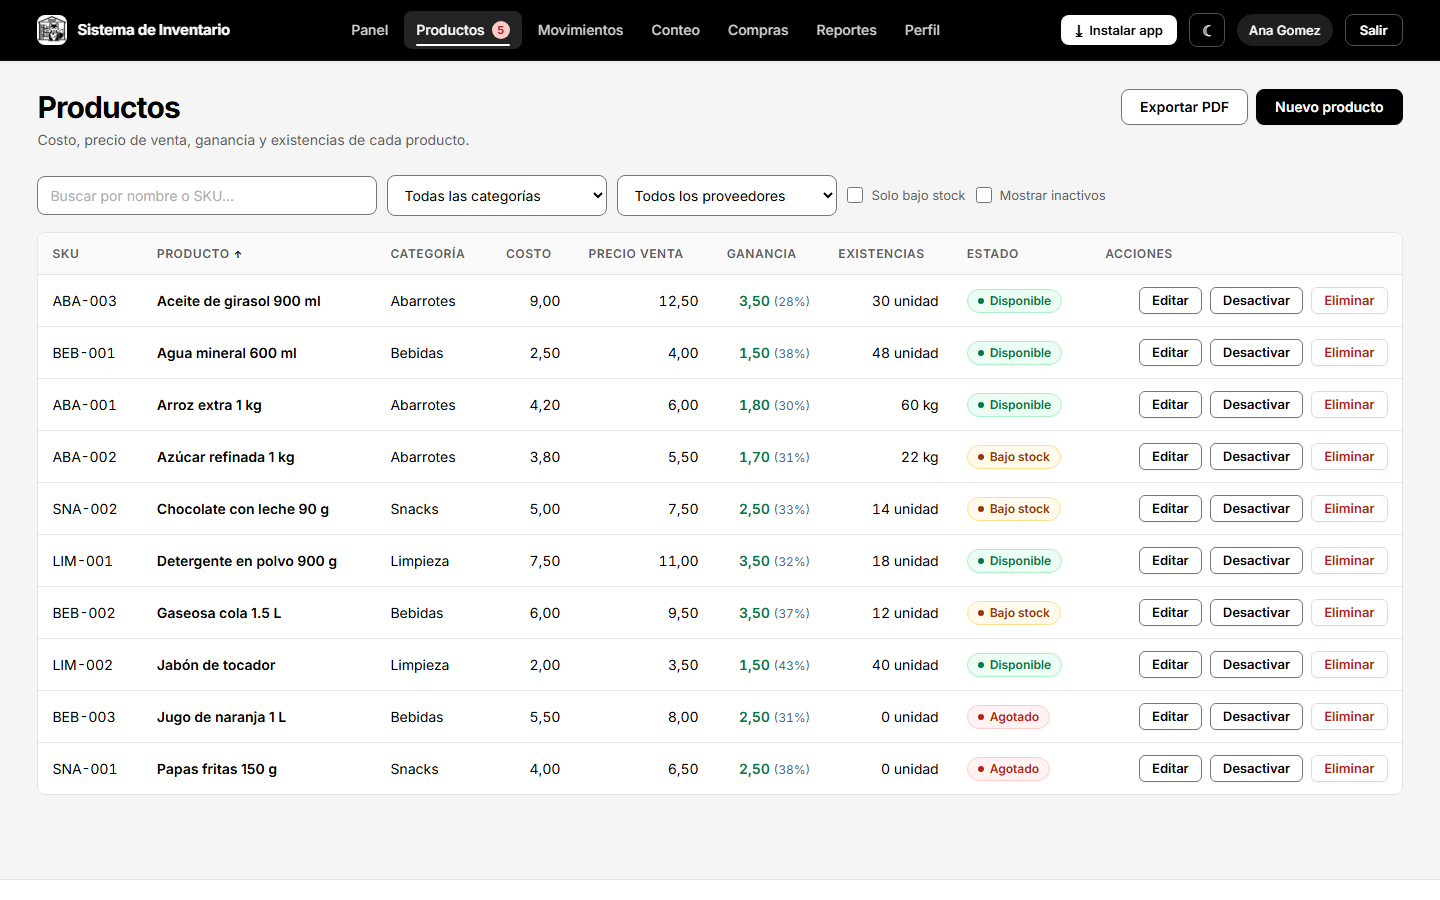 Sistema de Inventario Panel Productos 5 Movimientos Conteo Compras Reportes Perfil Instalar app Ana Gomez Salir
Productos Exportar PDF Nuevo producto
Costo, precio de venta, ganancia y existencias de cada producto.
Buscar por nombre o SKU... Todas las categorías Todos los proveedores Solo bajo stock Mostrar inactivos
SKU PRODUCTO ↑ CATEGORÍA COSTO PRECIO VENTA GANANCIA EXISTENCIAS ESTADO ACCIONES
ABA-003 Aceite de girasol 900 ml Abarrotes 9,00 12,50 3,50 (28%) 30 unidad Disponible Editar Desactivar Eliminar
BEB-001 Agua mineral 600 ml Bebidas 2,50 4,00 1,50 (38%) 48 unidad Disponible Editar Desactivar Eliminar
ABA-001 Arroz extra 1 kg Abarrotes 4,20 6,00 1,80 (30%) 60 kg Disponible Editar Desactivar Eliminar
ABA-002 Azúcar refinada 1 kg Abarrotes 3,80 5,50 1,70 (31%) 22 kg Bajo stock Editar Desactivar Eliminar
SNA-002 Chocolate con leche 90 g Snacks 5,00 7,50 2,50 (33%) 14 unidad Bajo stock Editar Desactivar Eliminar
LIM-001 Detergente en polvo 900 g Limpieza 7,50 11,00 3,50 (32%) 18 unidad Disponible Editar Desactivar Eliminar
BEB-002 Gaseosa cola 1.5 L Bebidas 6,00 9,50 3,50 (37%) 12 unidad Bajo stock Editar Desactivar Eliminar
LIM-002 Jabón de tocador Limpieza 2,00 3,50 1,50 (43%) 40 unidad Disponible Editar Desactivar Eliminar
BEB-003 Jugo de naranja 1 L Bebidas 5,50 8,00 2,50 (31%) 0 unidad Agotado Editar Desactivar Eliminar
SNA-001 Papas fritas 150 g Snacks 4,00 6,50 2,50 (38%) 0 unidad Agotado Editar Desactivar Eliminar